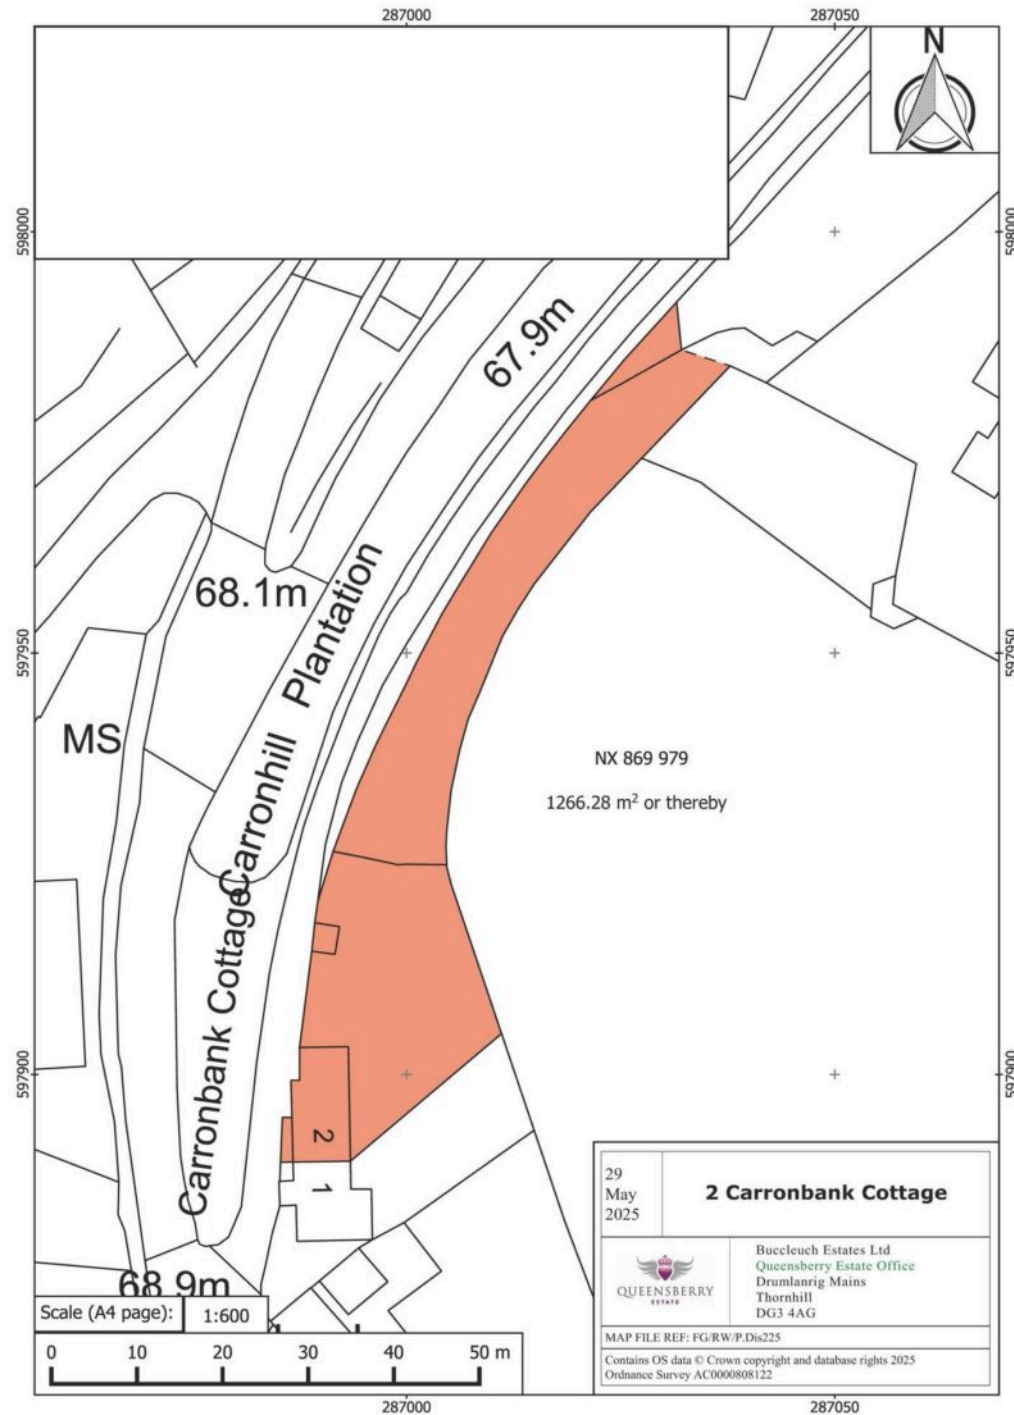 287000
287050
N
598000
598000
67.9m
68.1m
Carronhill Plantation
597950
597950
MS
NX 869 979
1266.28 m² or thereby
Carronbank Cottage
597900
597900
2
1
68.9m
Scale (A4 page): 1:600
0 10 20 30 40 50 m
29 May 2025
2 Carronbank Cottage
QUEENSBERRY
ESTATE
Buccleuch Estates Ltd
Queensberry Estate Office
Drumlanrig Mains
Thornhill
DG3 4AG
MAP FILE REF: FG/RW/P.Dis225
Contains OS data © Crown copyright and database rights 2025
Ordnance Survey AC0000808122
287000
287050